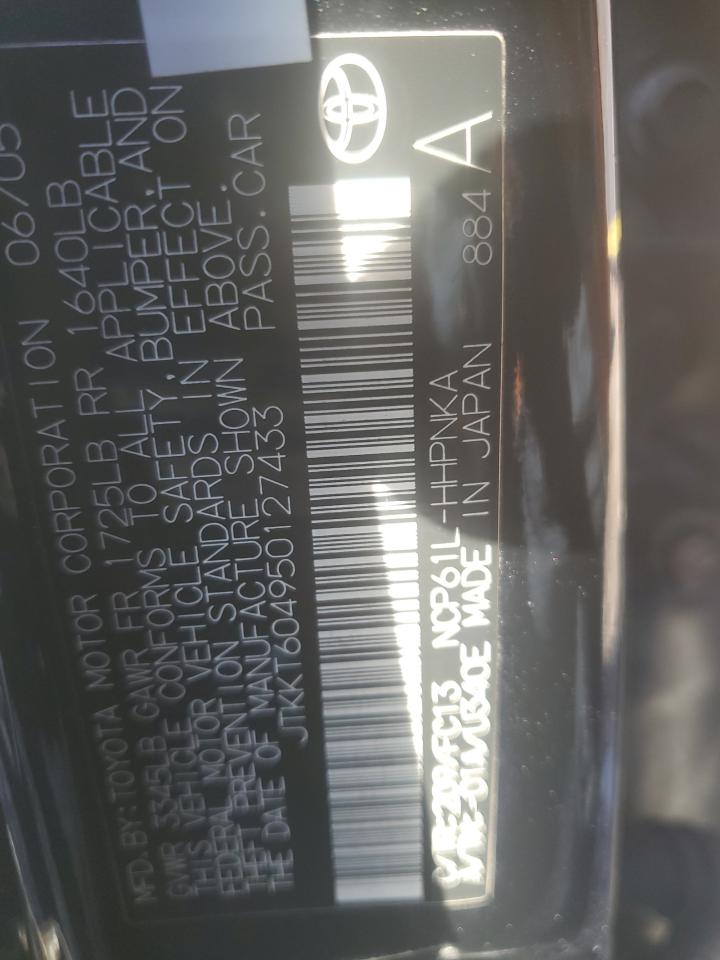 MFD.BY:TOYOTA MOTOR CORPORATION 06/05
GVWR 3345LB GAWR FR 1725LB RR 1640LB
THIS VEHICLE CONFORMS TO ALL APPLICABLE
FEDERAL MOTOR VEHICLE SAFETY,BUMPER,AND
THEFT PREVENTION STANDARDS IN EFFECT ON
THE DATE OF MANUFACTURE SHOWN ABOVE.
JTKKT604950127433 PASS.CAR
NCP61L-HHPNKA
MADE IN JAPAN 884
A